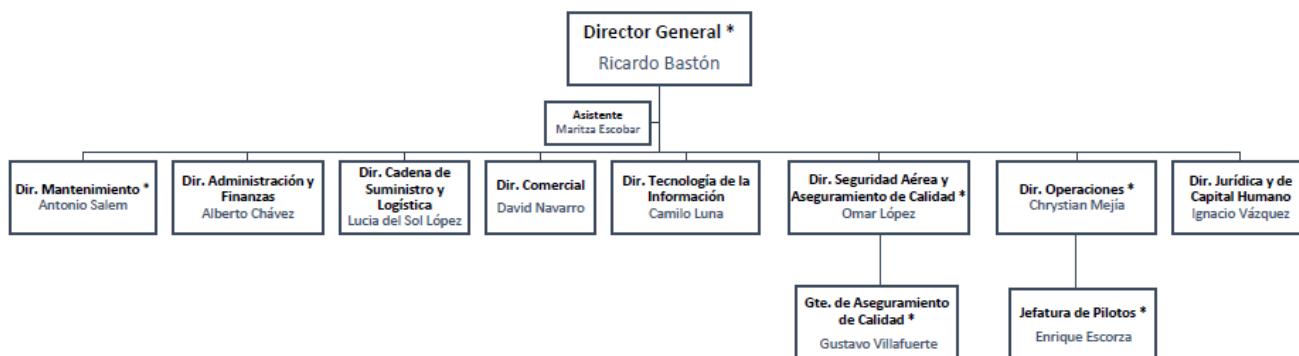 Director General *
Ricardo Bastón
Asistente
Maritza Escobar
Dir. Mantenimiento *
Antonio Salem
Dir. Administración y
Finanzas
Alberto Chávez
Dir. Cadena de
Suministro y
Logística
Lucia del Sol López
Dir. Comercial
David Navarro
Dir. Tecnología de la
Información
Camilo Luna
Dir. Seguridad Aérea y
Aseguramiento de Calidad *
Omar López
Dir. Operaciones *
Chrystian Mejía
Dir. Jurídica y de
Capital Humano
Ignacio Vázquez
Gte. de Aseguramiento
de Calidad *
Gustavo Villafuerte
Jefatura de Pilotos *
Enrique Escorza